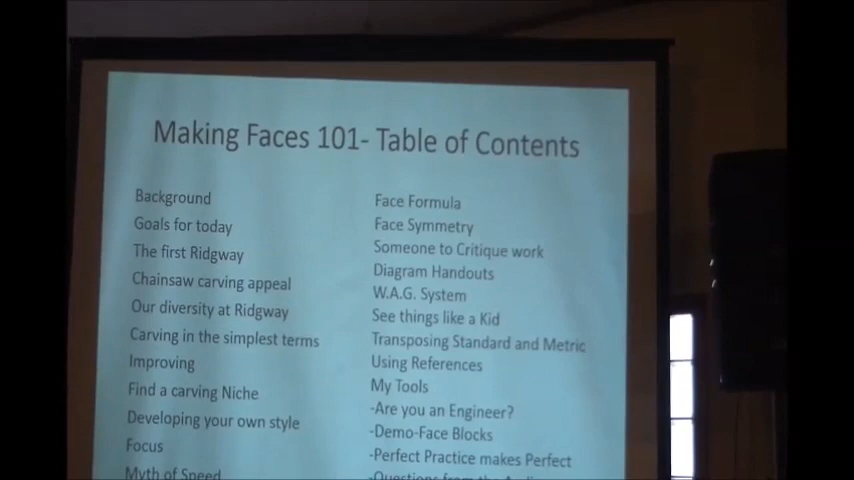 Making Faces 101- Table of Contents
Background
Goals for today
The first Ridgway
Chainsaw carving appeal
Our diversity at Ridgway
Carving in the simplest terms
Improving
Find a carving Niche
Developing your own style
Focus
Myth of Speed
Face Formula
Face Symmetry
Someone to Critique work
Diagram Handouts
W.A.G. System
See things like a Kid
Transposing Standard and Metric
Using References
My Tools
-Are you an Engineer?
-Demo-Face Blocks
-Perfect Practice makes Perfect
-Questions from the